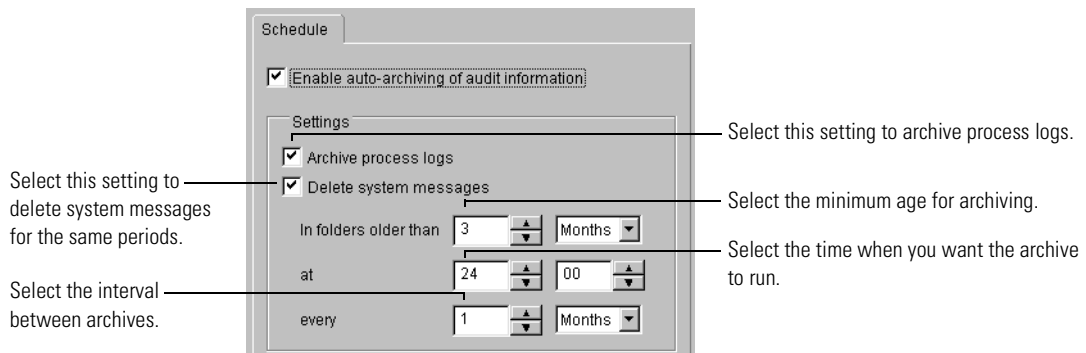 Schedule
Enable auto-archiving of audit information
Settings
Select this setting to archive process logs.
Archive process logs
Select this setting to
delete system messages
for the same periods.
Delete system messages
Select the minimum age for archiving.
In folders older than 3 Months
Select the time when you want the archive
to run.
at 24 00
Select the interval
between archives.
every 1 Months